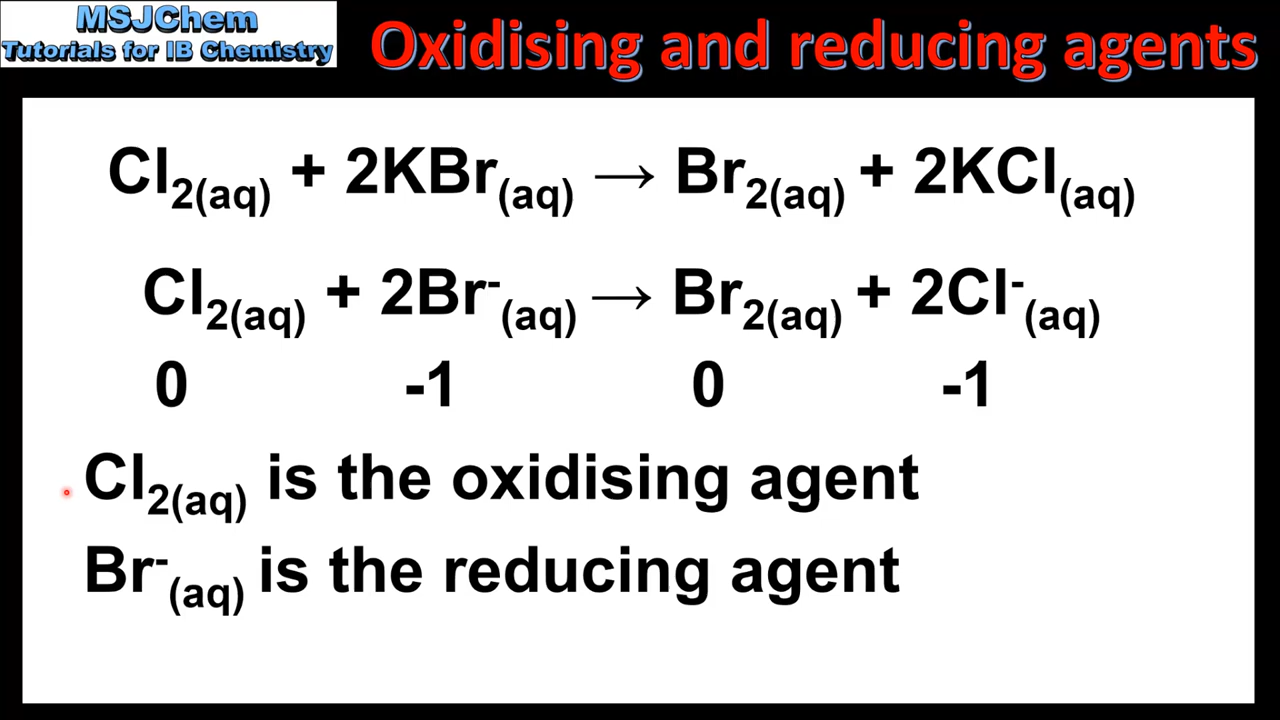 MSJChem
Tutorials for IB Chemistry
Oxidising and reducing agents
Cl₂(aq) + 2KBr(aq) → Br₂(aq) + 2KCl(aq)
Cl₂(aq) + 2Br⁻(aq) → Br₂(aq) + 2Cl⁻(aq)
0 -1 0 -1
Cl₂(aq) is the oxidising agent
Br⁻(aq) is the reducing agent